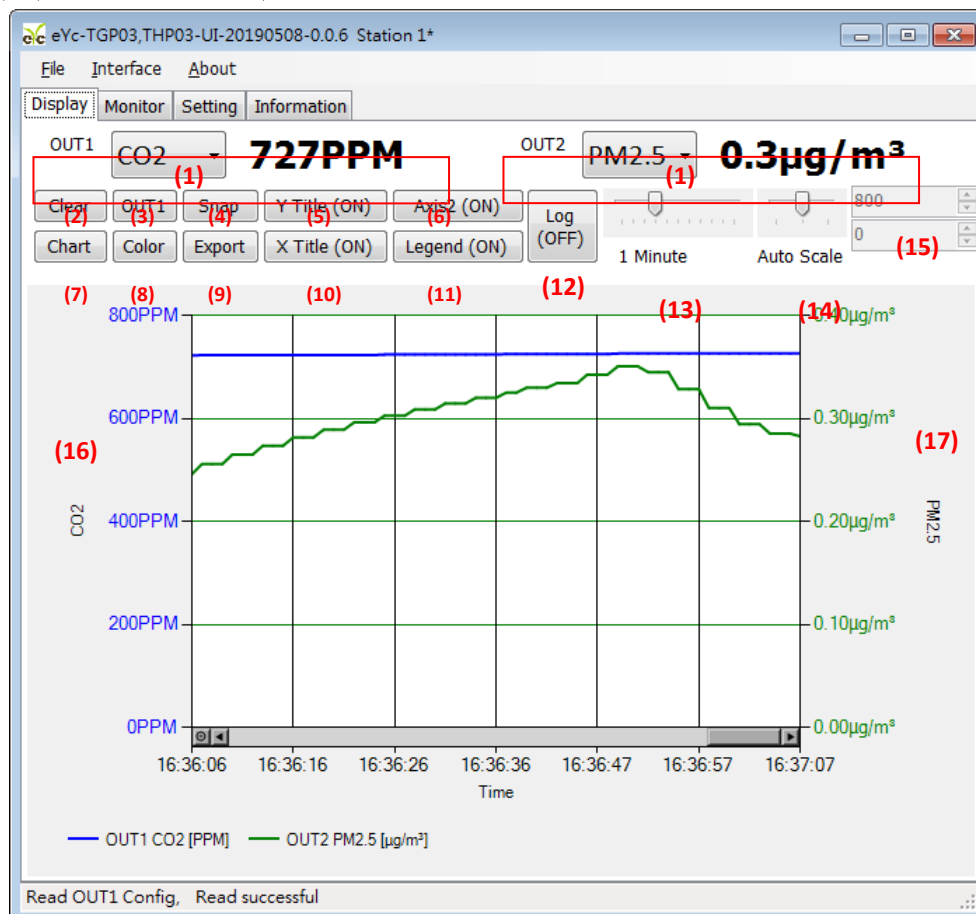 eYc-TGP03,THP03-UI-20190508-0.0.6 Station 1*
File Interface About
Display Monitor Setting Information
OUT1 CO2 727PPM OUT2 PM2.5 0.3µg/m³
(1) (1)
Clear OUT1 Snap Y Title (ON) Axis2 (ON) Log (OFF) 800
(2) (3) (4) (5) (6)
Chart Color Export X Title (ON) Legend (ON) 1 Minute Auto Scale 0
(15)
(7) (8) (9) (10) (11) (12) (13) (14)
800PPM 0.40µg/m³
600PPM 0.30µg/m³
(16) (17)
CO2 400PPM 0.20µg/m³ PM2.5
200PPM 0.10µg/m³
0PPM 0.00µg/m³
16:36:06 16:36:16 16:36:26 16:36:36 16:36:47 16:36:57 16:37:07
Time
OUT1 CO2 [PPM] OUT2 PM2.5 [µg/m³]
Read OUT1 Config, Read successful